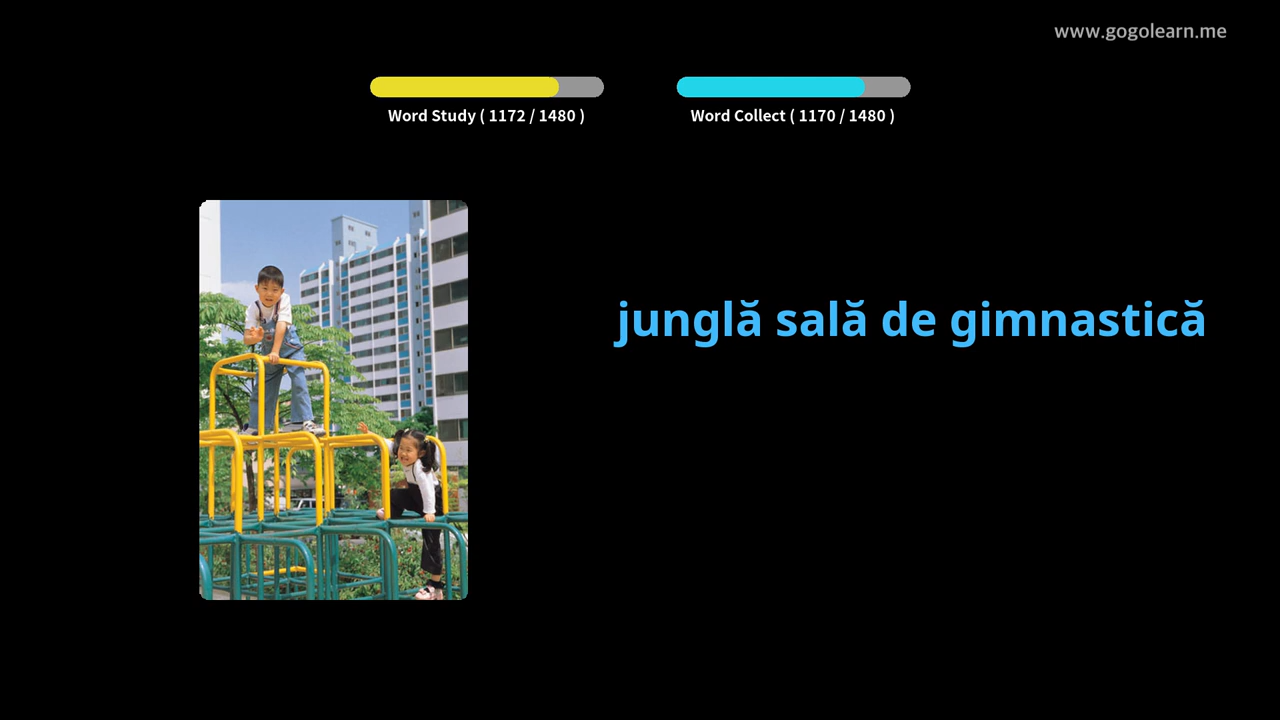 www.gogolearn.me
Word Study ( 1172 / 1480 )
Word Collect ( 1170 / 1480 )
junglă sală de gimnastică